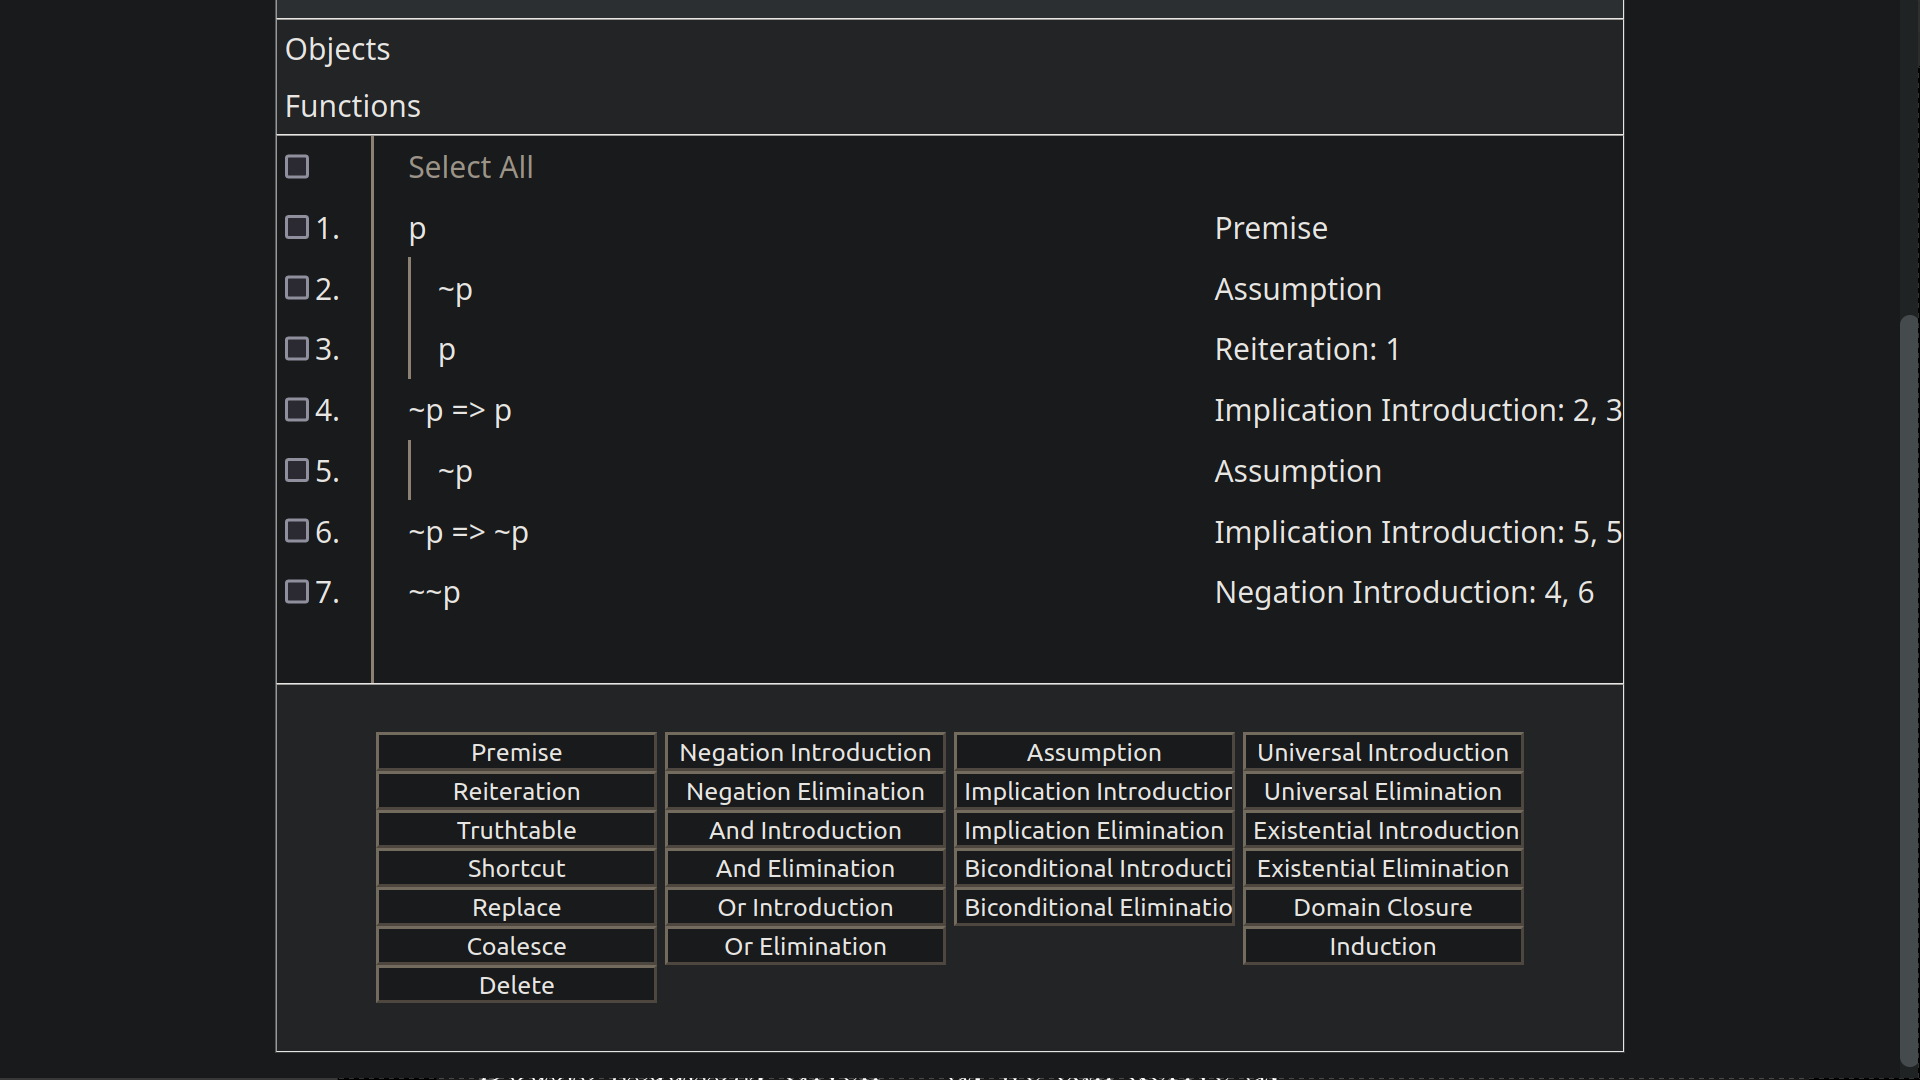 Objects
Functions
Select All
1. p Premise
2. ~p Assumption
3. p Reiteration: 1
4. ~p => p Implication Introduction: 2, 3
5. ~p Assumption
6. ~p => ~p Implication Introduction: 5, 5
7. ~~p Negation Introduction: 4, 6
Premise Negation Introduction Assumption Universal Introduction
Reiteration Negation Elimination Implication Introduction Universal Elimination
Truthtable And Introduction Implication Elimination Existential Introduction
Shortcut And Elimination Biconditional Introducti Existential Elimination
Replace Or Introduction Biconditional Eliminatio Domain Closure
Coalesce Or Elimination Induction
Delete